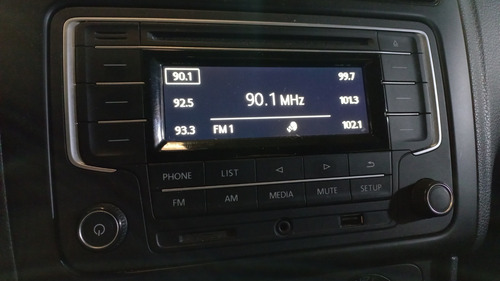 90.1 99.7
92.5 90.1 MHz 101.3
93.3 FM 1 102.1
PHONE LIST
FM AM MEDIA MUTE SETUP